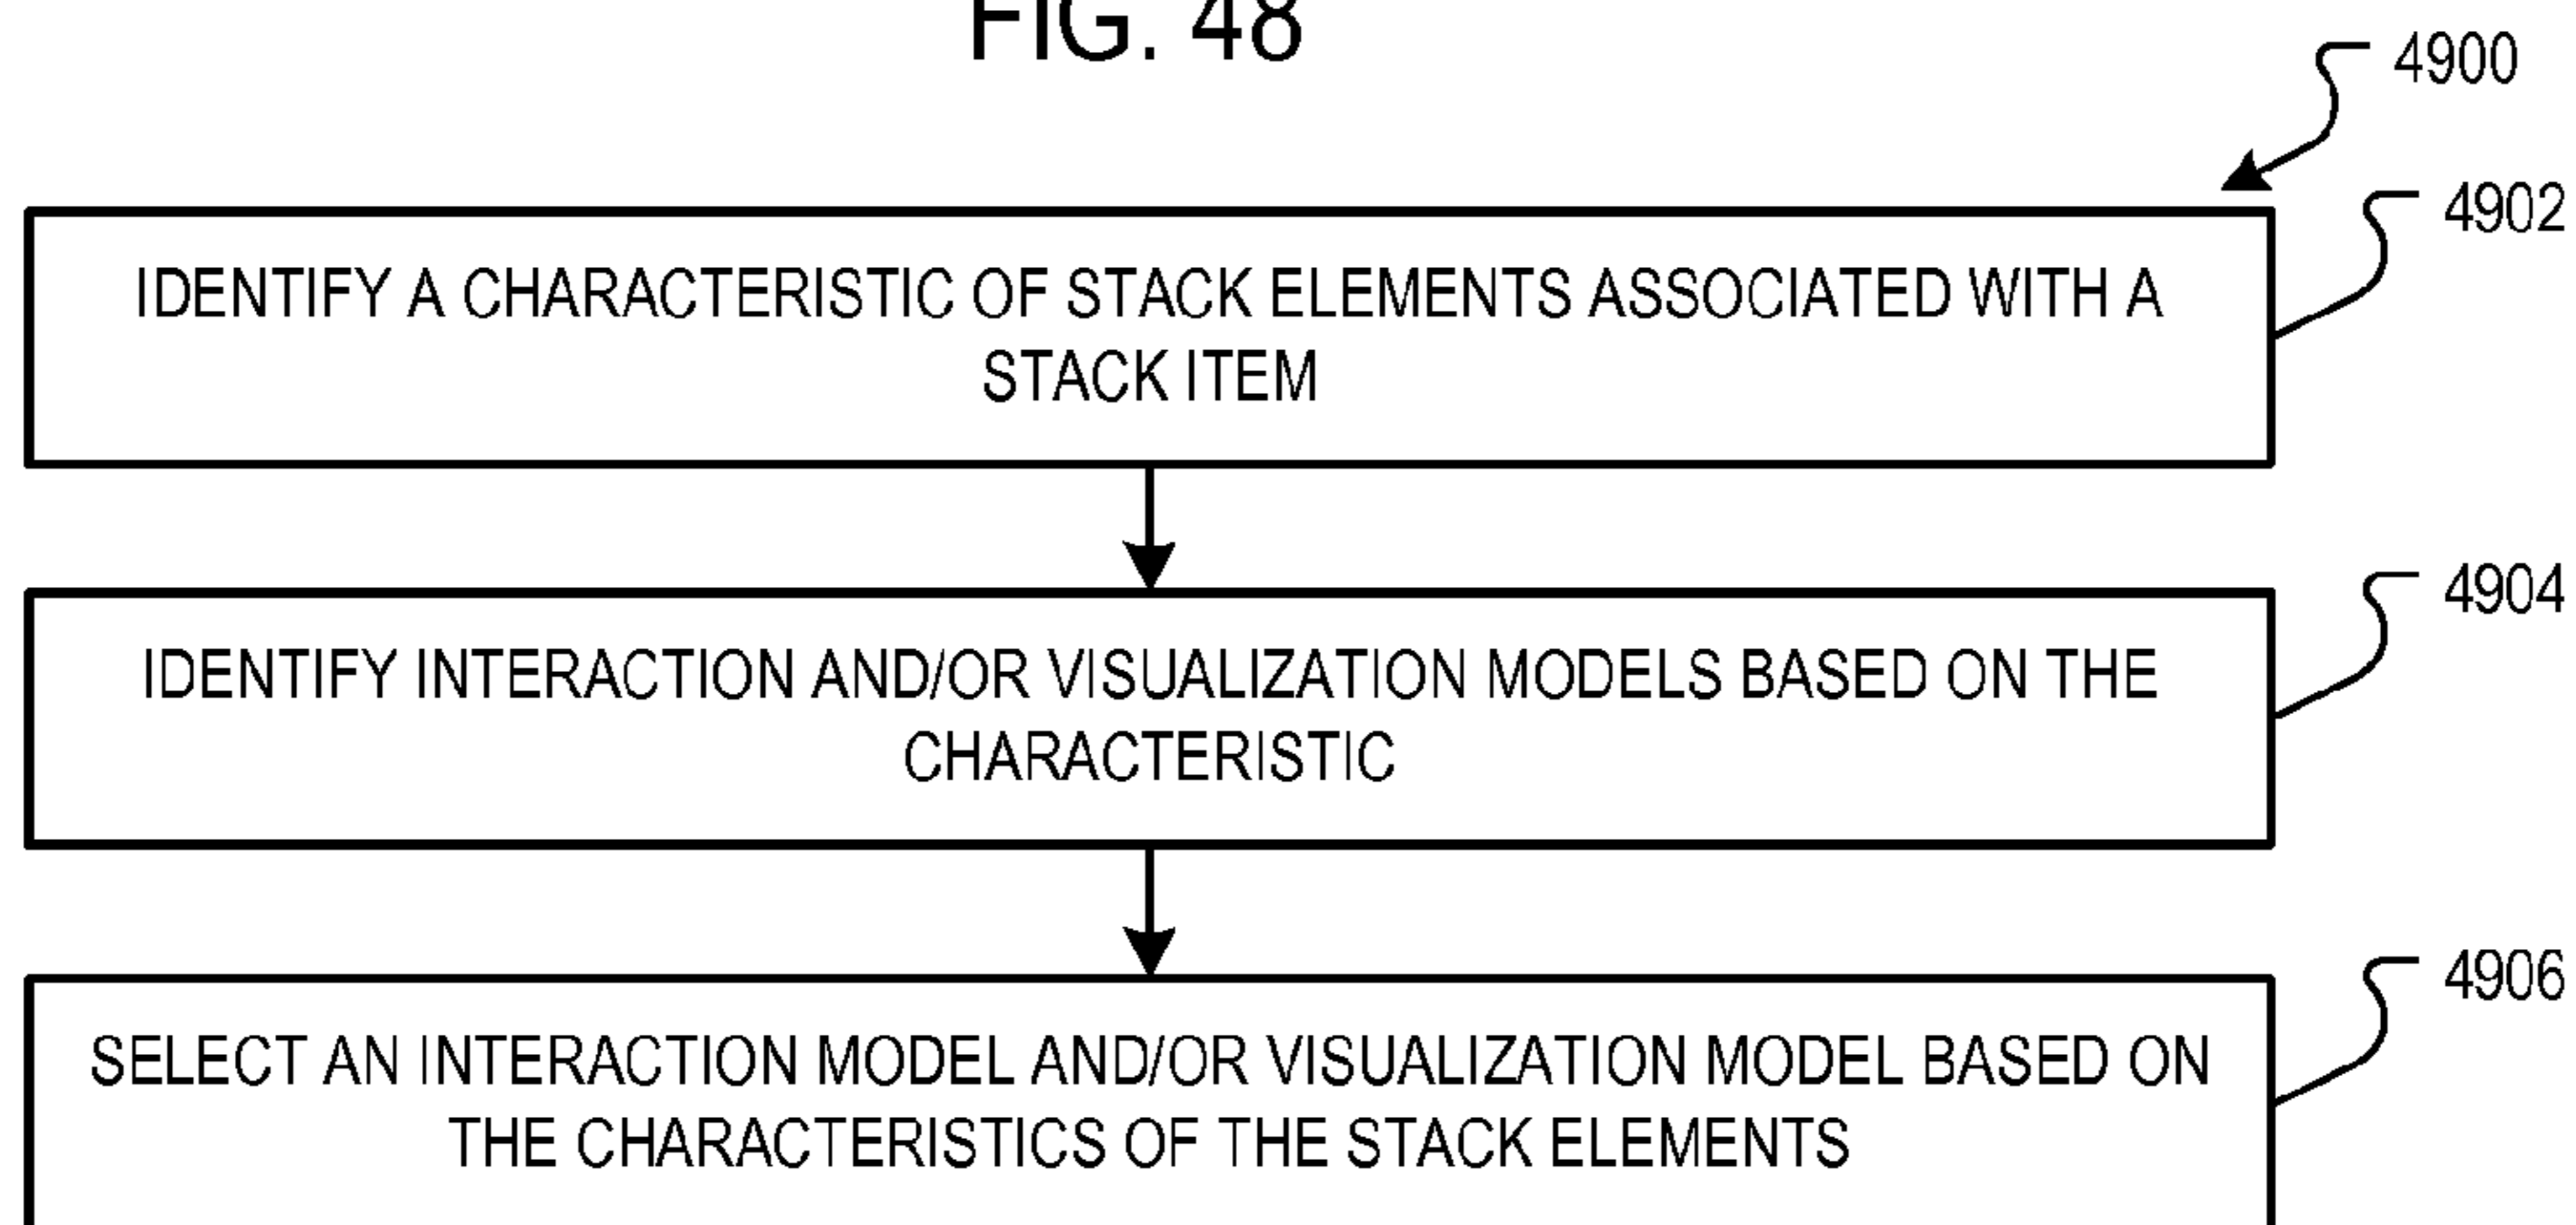 FIG. 48
4900
4902
IDENTIFY A CHARACTERISTIC OF STACK ELEMENTS ASSOCIATED WITH A
STACK ITEM
4904
IDENTIFY INTERACTION AND/OR VISUALIZATION MODELS BASED ON THE
CHARACTERISTIC
4906
SELECT AN INTERACTION MODEL AND/OR VISUALIZATION MODEL BASED ON
THE CHARACTERISTICS OF THE STACK ELEMENTS